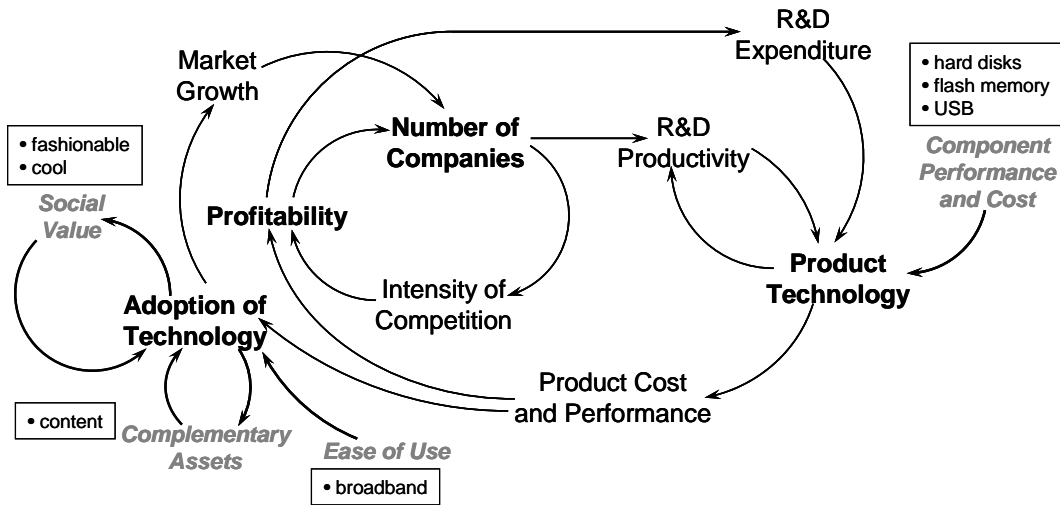 R&D
Expenditure
Market
Growth
• hard disks
• flash memory
• USB
Number of
Companies
R&D
Productivity
Component
Performance
and Cost
• fashionable
• cool
Social
Value
Profitability
Product
Technology
Intensity of
Competition
Adoption of
Technology
Product Cost
and Performance
• content
Complementary
Assets
Ease of Use
• broadband